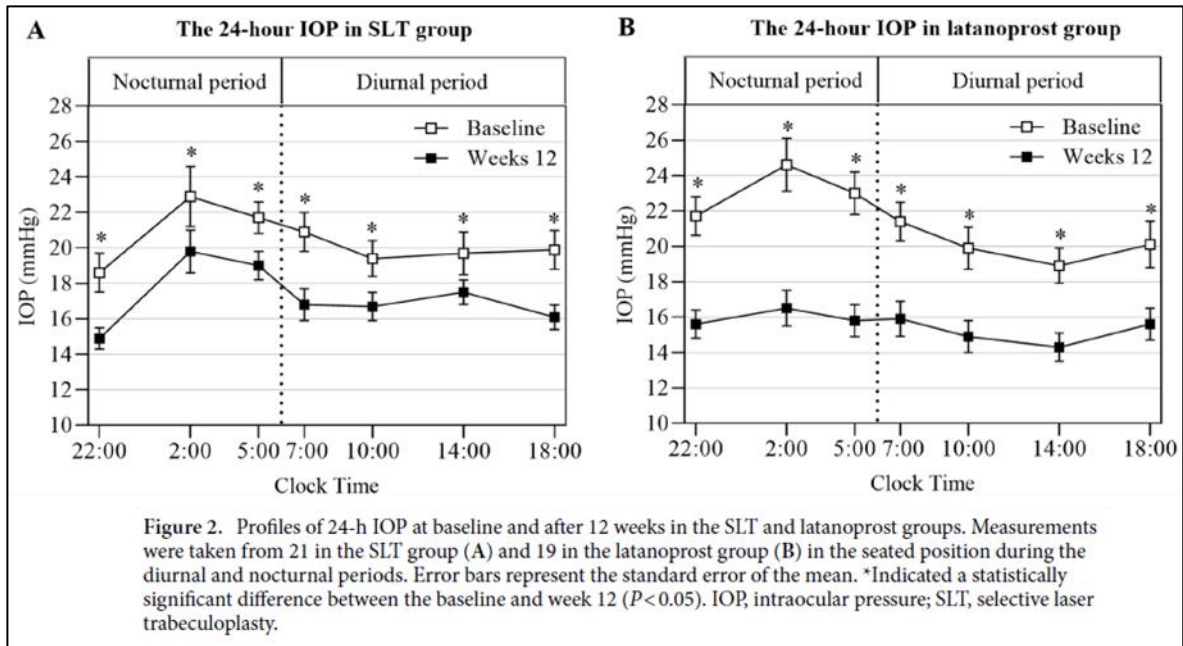 A The 24-hour IOP in SLT group
Nocturnal period Diurnal period
28
26
24
22
20
18
16
14
12
10
IOP (mmHg)
Baseline
Weeks 12
* * * * * * *
22:00 2:00 5:00 7:00 10:00 14:00 18:00
Clock Time
B The 24-hour IOP in latanoprost group
Nocturnal period Diurnal period
28
26
24
22
20
18
16
14
12
10
IOP (mmHg)
Baseline
Weeks 12
* * * * * * *
22:00 2:00 5:00 7:00 10:00 14:00 18:00
Clock Time
Figure 2. Profiles of 24-h IOP at baseline and after 12 weeks in the SLT and latanoprost groups. Measurements
were taken from 21 in the SLT group (A) and 19 in the latanoprost group (B) in the seated position during the
diurnal and nocturnal periods. Error bars represent the standard error of the mean. *Indicated a statistically
significant difference between the baseline and week 12 (P<0.05). IOP, intraocular pressure; SLT, selective laser
trabeculoplasty.